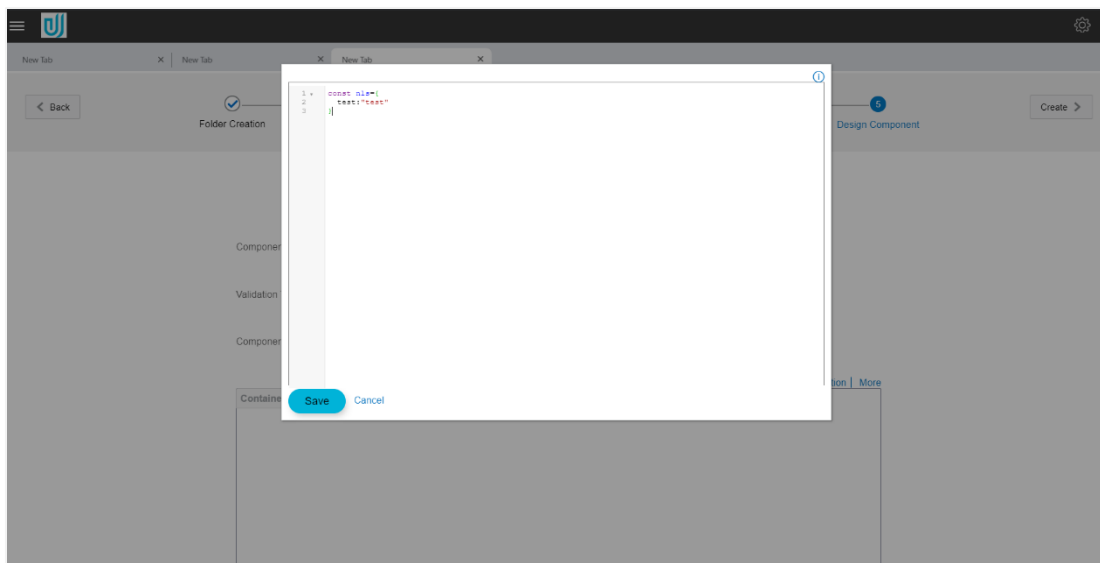 New Tab × New Tab × New Tab ×
Back
Folder Creation
5
Design Component
Create
1 const nls={
2 test:"test"
3 }
Componen
Validation
Componen
tion | More
Containe
Save Cancel